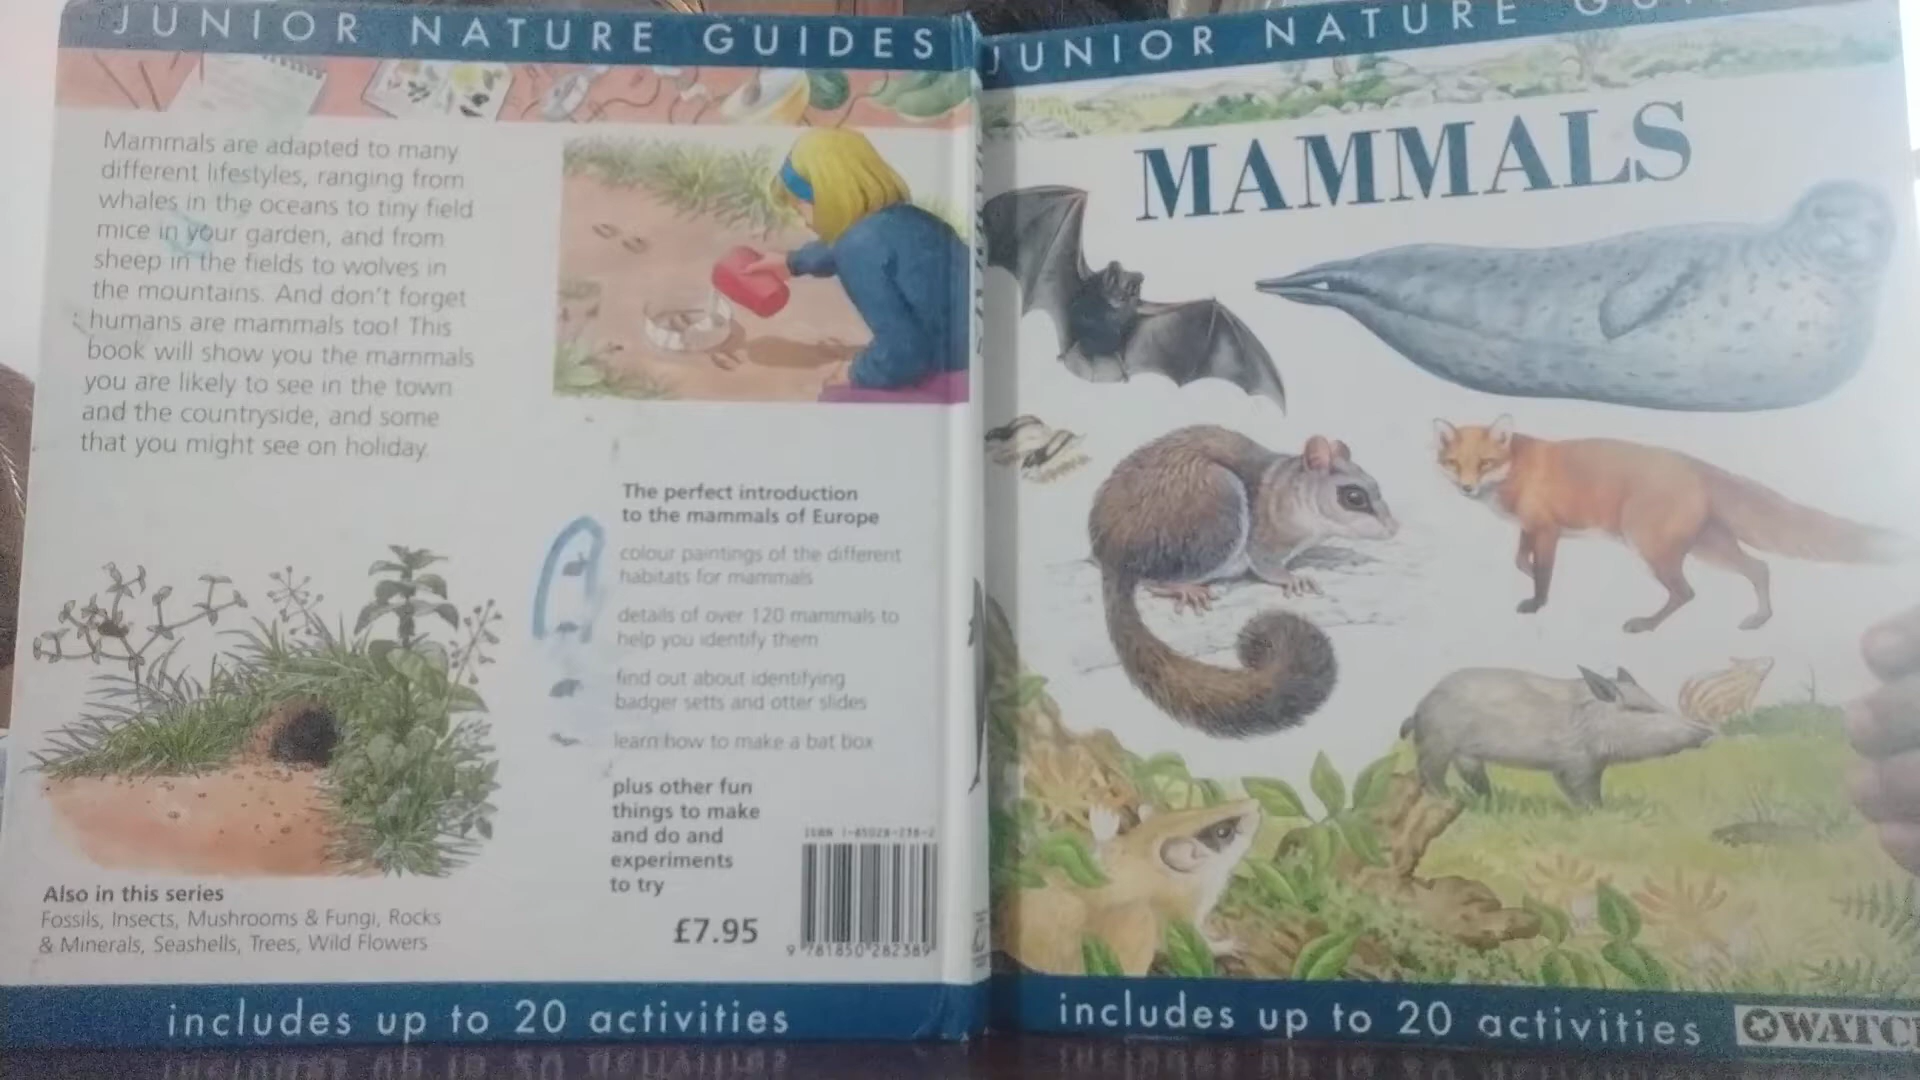 JUNIOR NATURE GUIDES
Mammals are adapted to many
different lifestyles, ranging from
whales in the oceans to tiny field
mice in your garden, and from
sheep in the fields to wolves in
the mountains. And don't forget
humans are mammals too! This
book will show you the mammals
you are likely to see in the town
and the countryside, and some
that you might see on holiday.
The perfect introduction
to the mammals of Europe
colour paintings of the different
habitats for mammals
details of over 120 mammals to
help you identify them
find out about identifying
badger setts and otter slides
learn how to make a bat box
plus other fun
things to make
and do and
experiments
to try
£7.95
ISBN 1-85028-238-2
9 781850 282389
Also in this series
Fossils, Insects, Mushrooms & Fungi, Rocks
& Minerals, Seashells, Trees, Wild Flowers
includes up to 20 activities
JUNIOR NATURE
MAMMALS
includes up to 20 activities